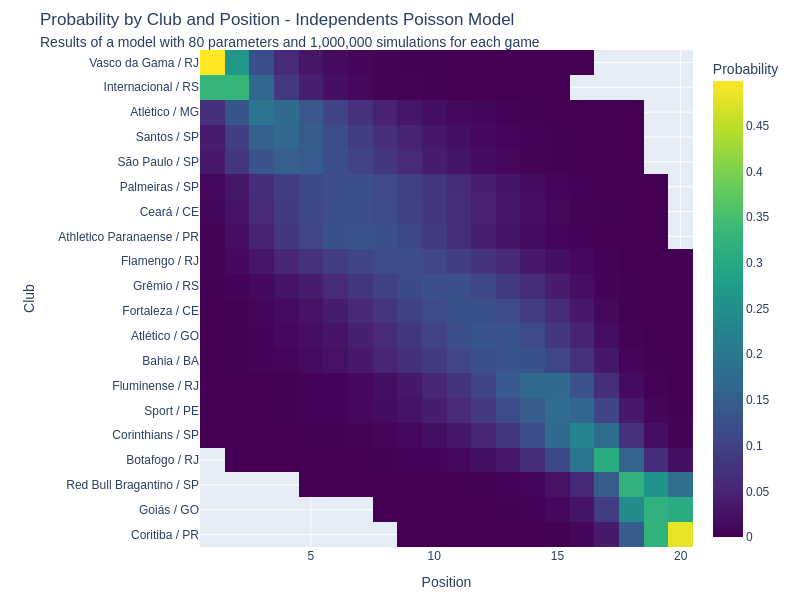 Probability by Club and Position - Independents Poisson Model
Results of a model with 80 parameters and 1,000,000 simulations for each game
Probability
Vasco da Gama / RJ
Internacional / RS
Atlético / MG
Santos / SP
São Paulo / SP
Palmeiras / SP
Ceará / CE
Athletico Paranaense / PR
Flamengo / RJ
Grêmio / RS
Fortaleza / CE
Atlético / GO
Bahia / BA
Fluminense / RJ
Sport / PE
Corinthians / SP
Botafogo / RJ
Red Bull Bragantino / SP
Goiás / GO
Coritiba / PR
Club
5
10
15
20
Position
0.45
0.4
0.35
0.3
0.25
0.2
0.15
0.1
0.05
0